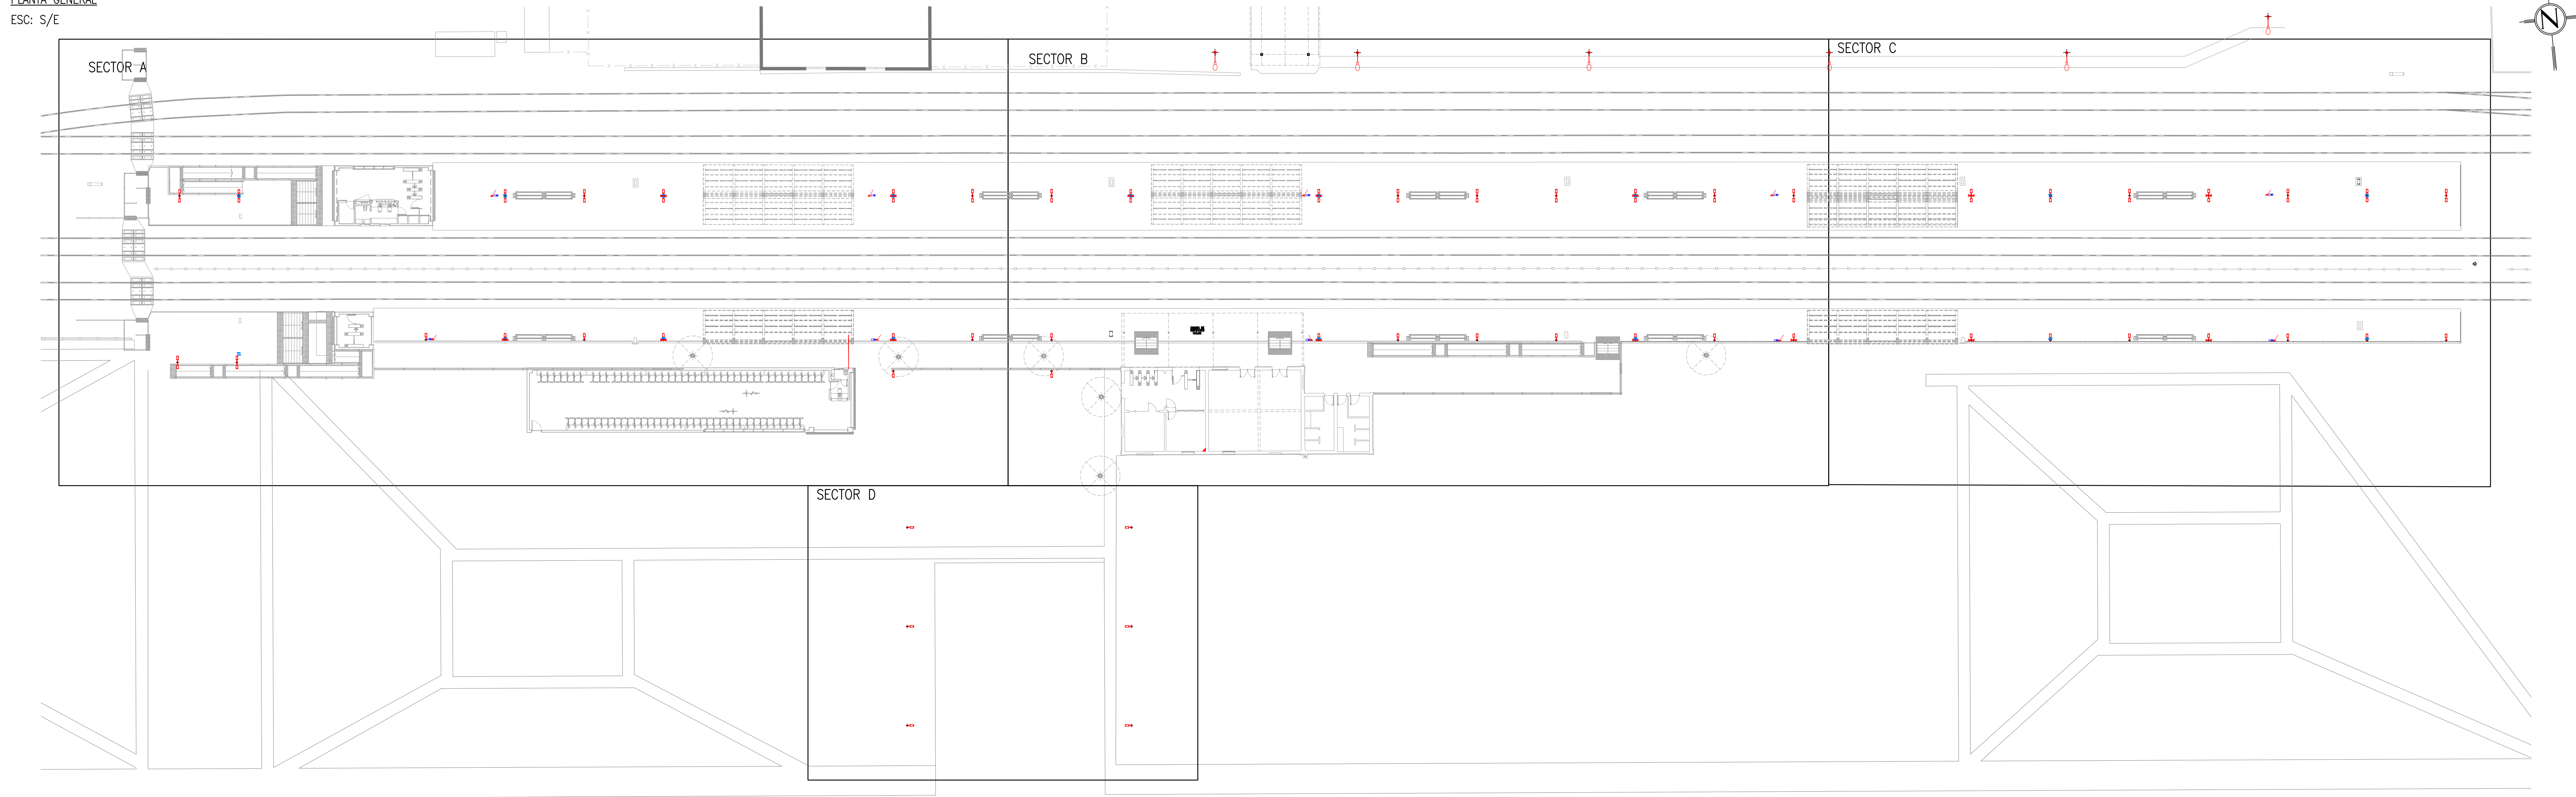 PLANTA GENERAL
ESC: S/E
N
SECTOR A
SECTOR B
SECTOR C
SECTOR D